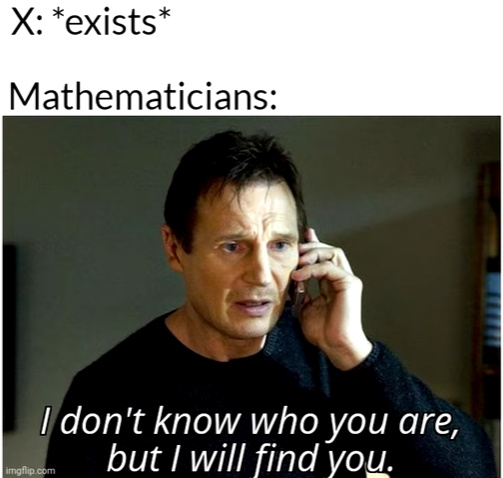 X: *exists*
Mathematicians:
I don't know who you are,
but I will find you.
imgflip.com